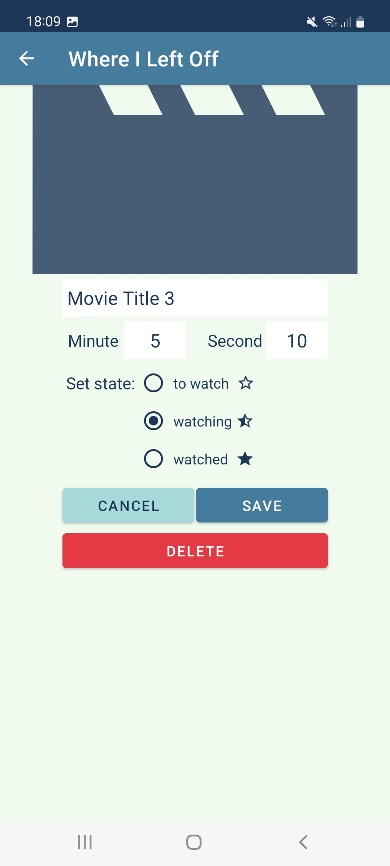 18:09
Where I Left Off
Movie Title 3
Minute 5 Second 10
Set state: to watch
watching
watched
CANCEL SAVE
DELETE